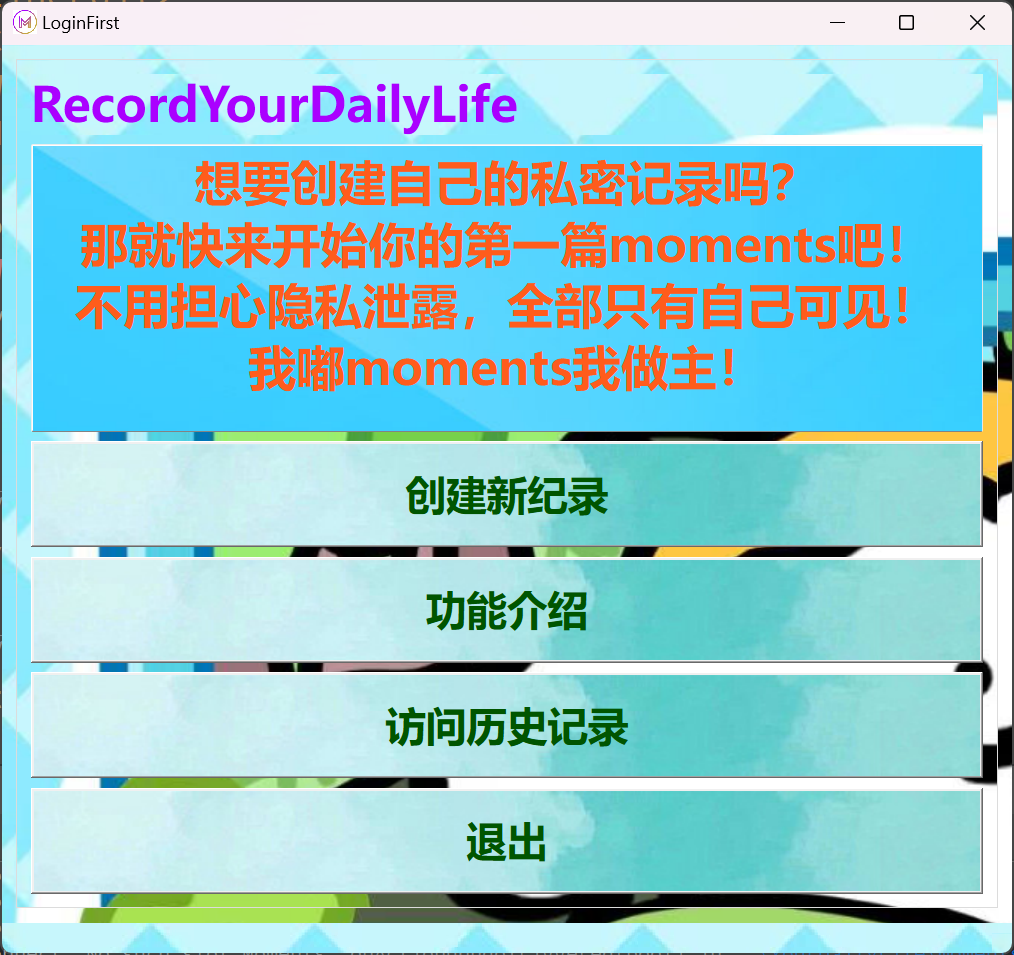 LoginFirst
RecordYourDailyLife
想要创建自己的私密记录吗?
那就快来开始你的第一篇moments吧!
不用担心隐私泄露，全部只有自己可见!
我嘟moments我做主!
创建新纪录
功能介绍
访问历史记录
退出